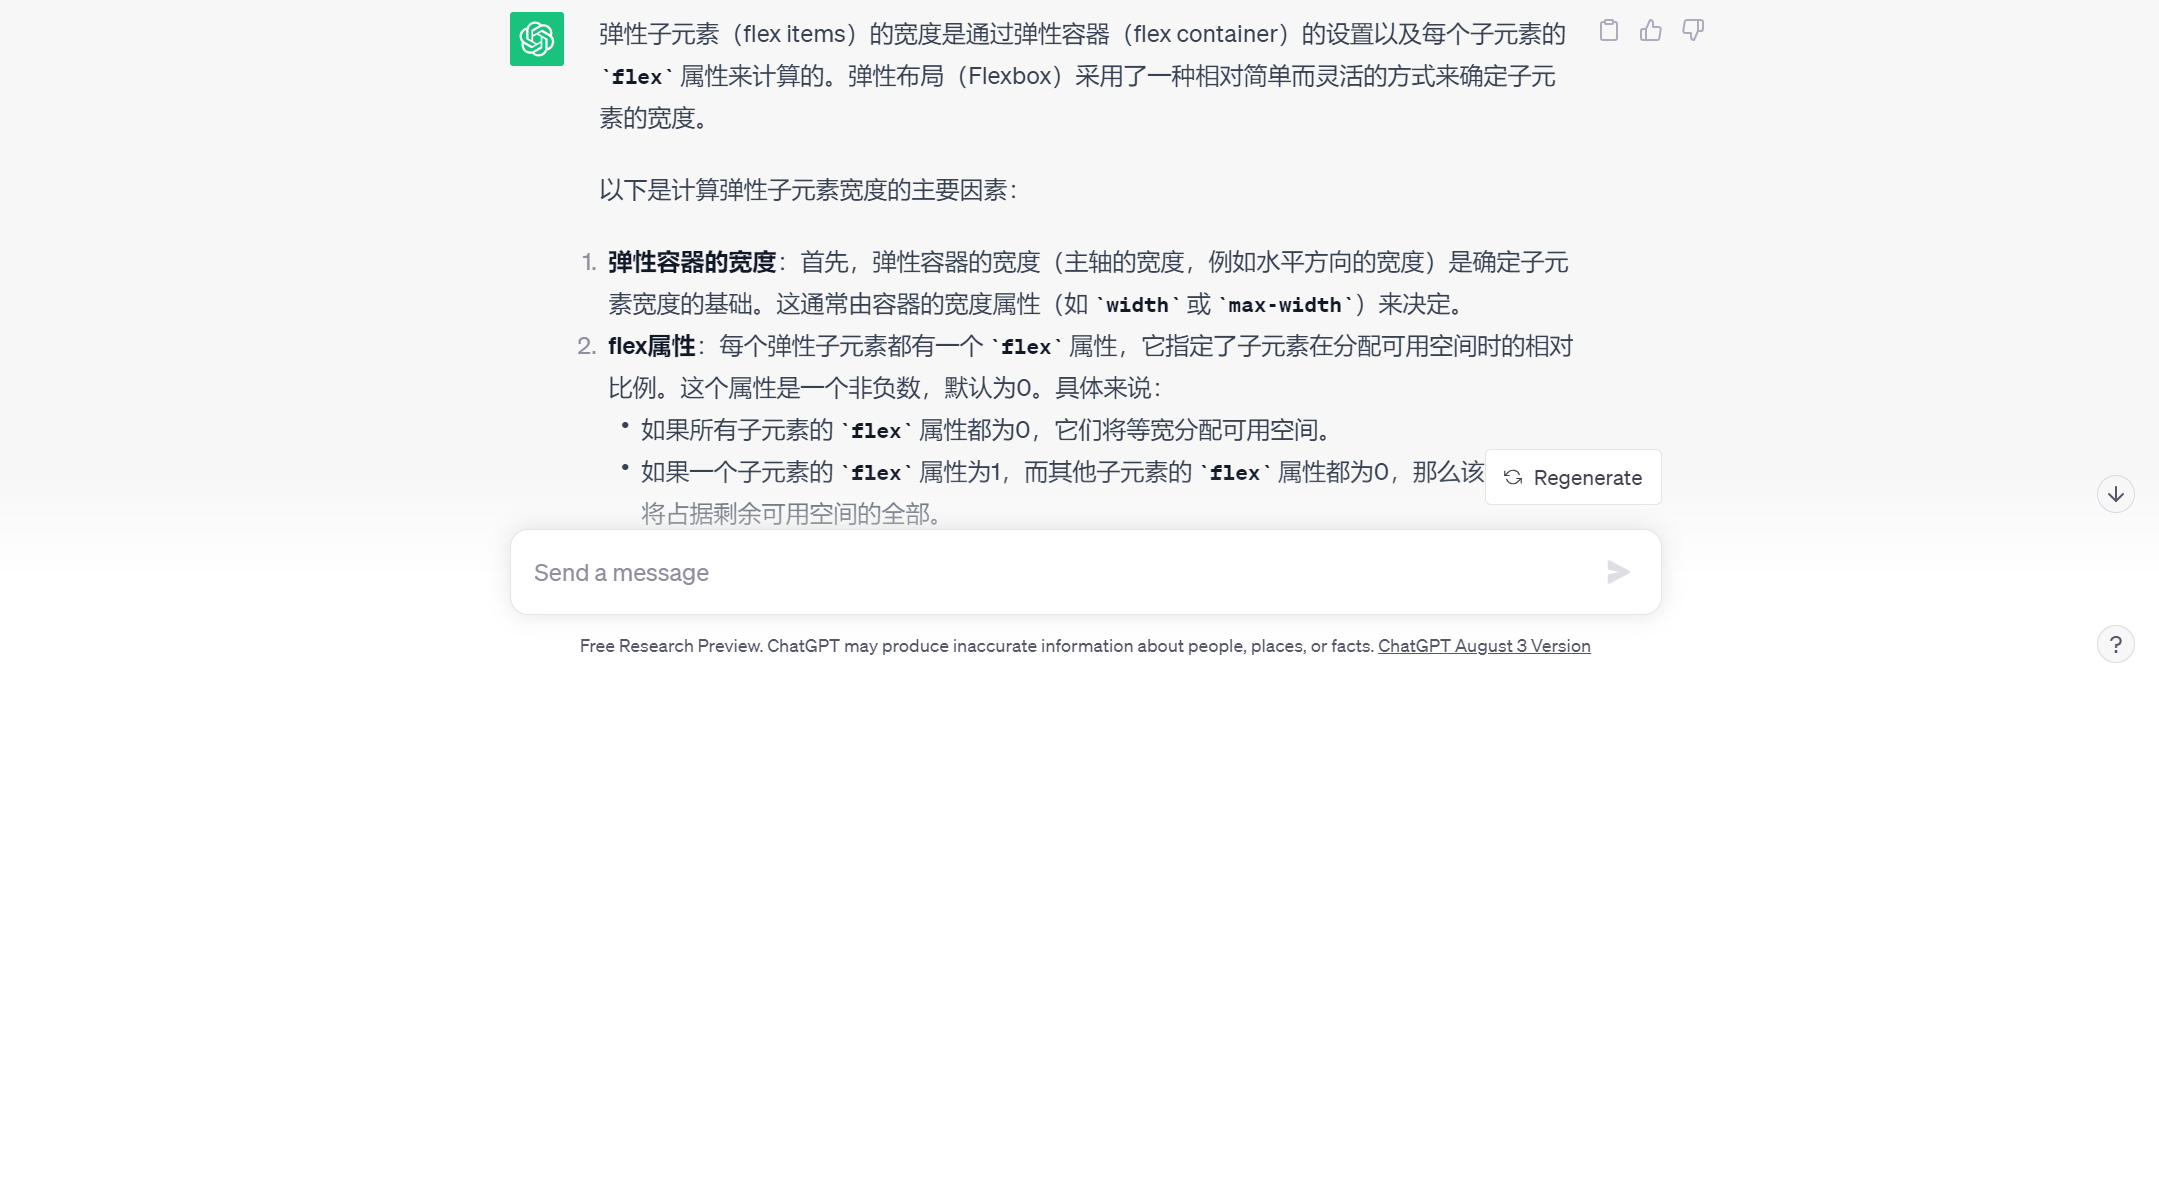 弹性子元素（flex items）的宽度是通过弹性容器（flex container）的设置以及每个子元素的
`flex` 属性来计算的。弹性布局（Flexbox）采用了一种相对简单而灵活的方式来确定子元
素的宽度。
以下是计算弹性子元素宽度的主要因素：
1. 弹性容器的宽度：首先，弹性容器的宽度（主轴的宽度，例如水平方向的宽度）是确定子元
素宽度的基础。这通常由容器的宽度属性（如 `width` 或 `max-width`）来决定。
2. flex属性：每个弹性子元素都有一个 `flex` 属性，它指定了子元素在分配可用空间时的相对
比例。这个属性是一个非负数，默认为0。具体来说：
• 如果所有子元素的 `flex` 属性都为0，它们将等宽分配可用空间。
• 如果一个子元素的 `flex` 属性为1，而其他子元素的 `flex` 属性都为0，那么该
将占据剩余可用空间的全部。
Regenerate
Send a message
Free Research Preview. ChatGPT may produce inaccurate information about people, places, or facts. ChatGPT August 3 Version
?